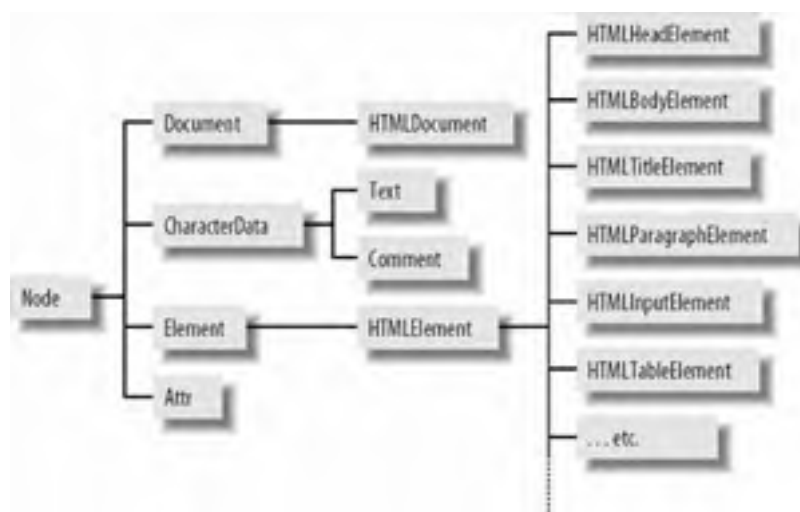 Node
Document
CharacterData
Element
Attr
HTMLDocument
Text
Comment
HTMLElement
HTMLHeadElement
HTMLBodyElement
HTMLTitleElement
HTMLParagraphElement
HTMLInputElement
HTMLTableElement
. . . etc.